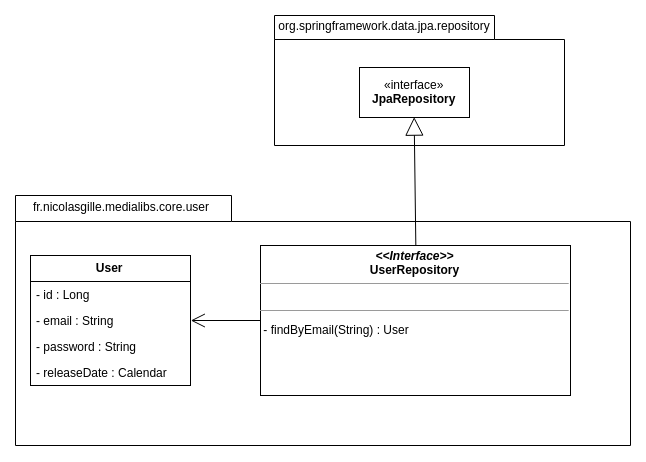 org.springframework.data.jpa.repository
«interface»
JpaRepository
fr.nicolasgille.medialibs.core.user
User
- id : Long
- email : String
- password : String
- releaseDate : Calendar
<<Interface>>
UserRepository
- findByEmail(String) : User